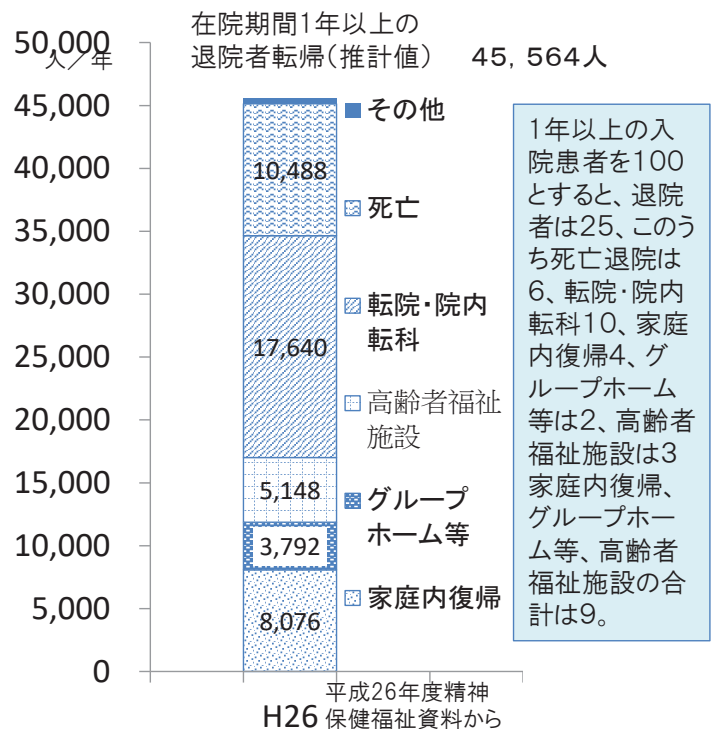 在院期間1年以上の
退院者転帰(推計値) 45,564人
50,000
人/年
45,000
40,000
35,000
30,000
25,000
20,000
15,000
10,000
5,000
0
10,488
17,640
5,148
3,792
8,076
その他
死亡
転院・院内
転科
高齢者福祉
施設
グループ
ホーム等
家庭内復帰
1年以上の入
院患者を100
とすると、退院
者は25、このう
ち死亡退院は
6、転院・院内
転科10、家庭
内復帰4、グ
ループホーム
等は2、高齢者
福祉施設は3
家庭内復帰、
グループホー
ム等、高齢者
福祉施設の合
計は9。
H26
平成26年度精神
保健福祉資料から